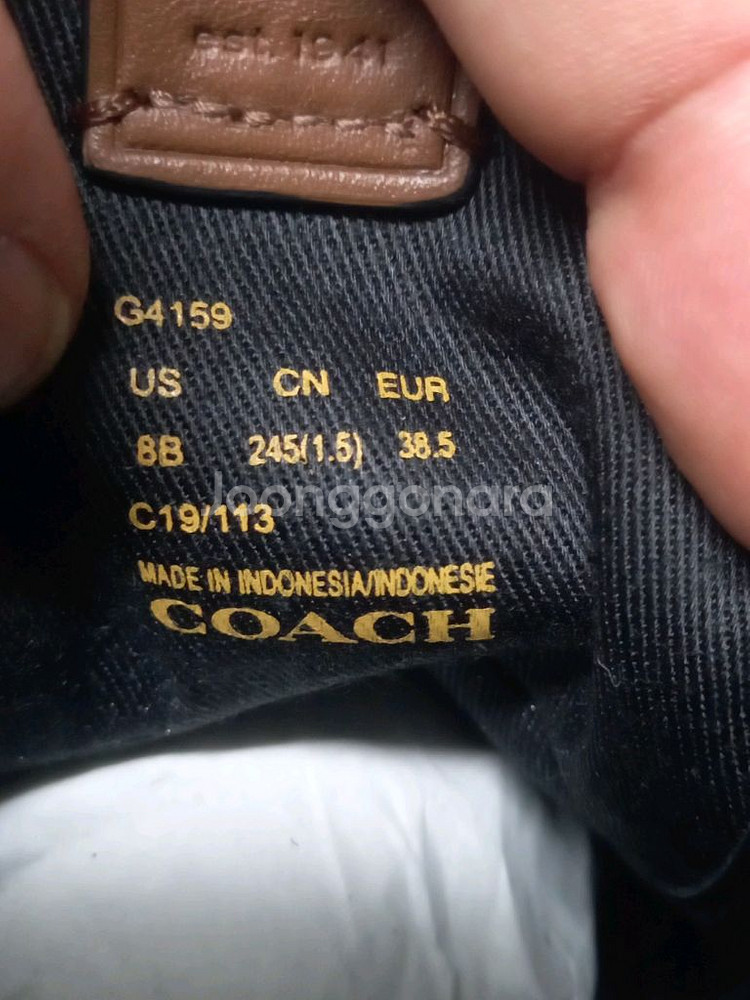 est. 1941
G4159
US CN EUR
8B 245(1.5) 38.5
Joonggonara
C19/113
MADE IN INDONESIA/INDONESIE
COACH